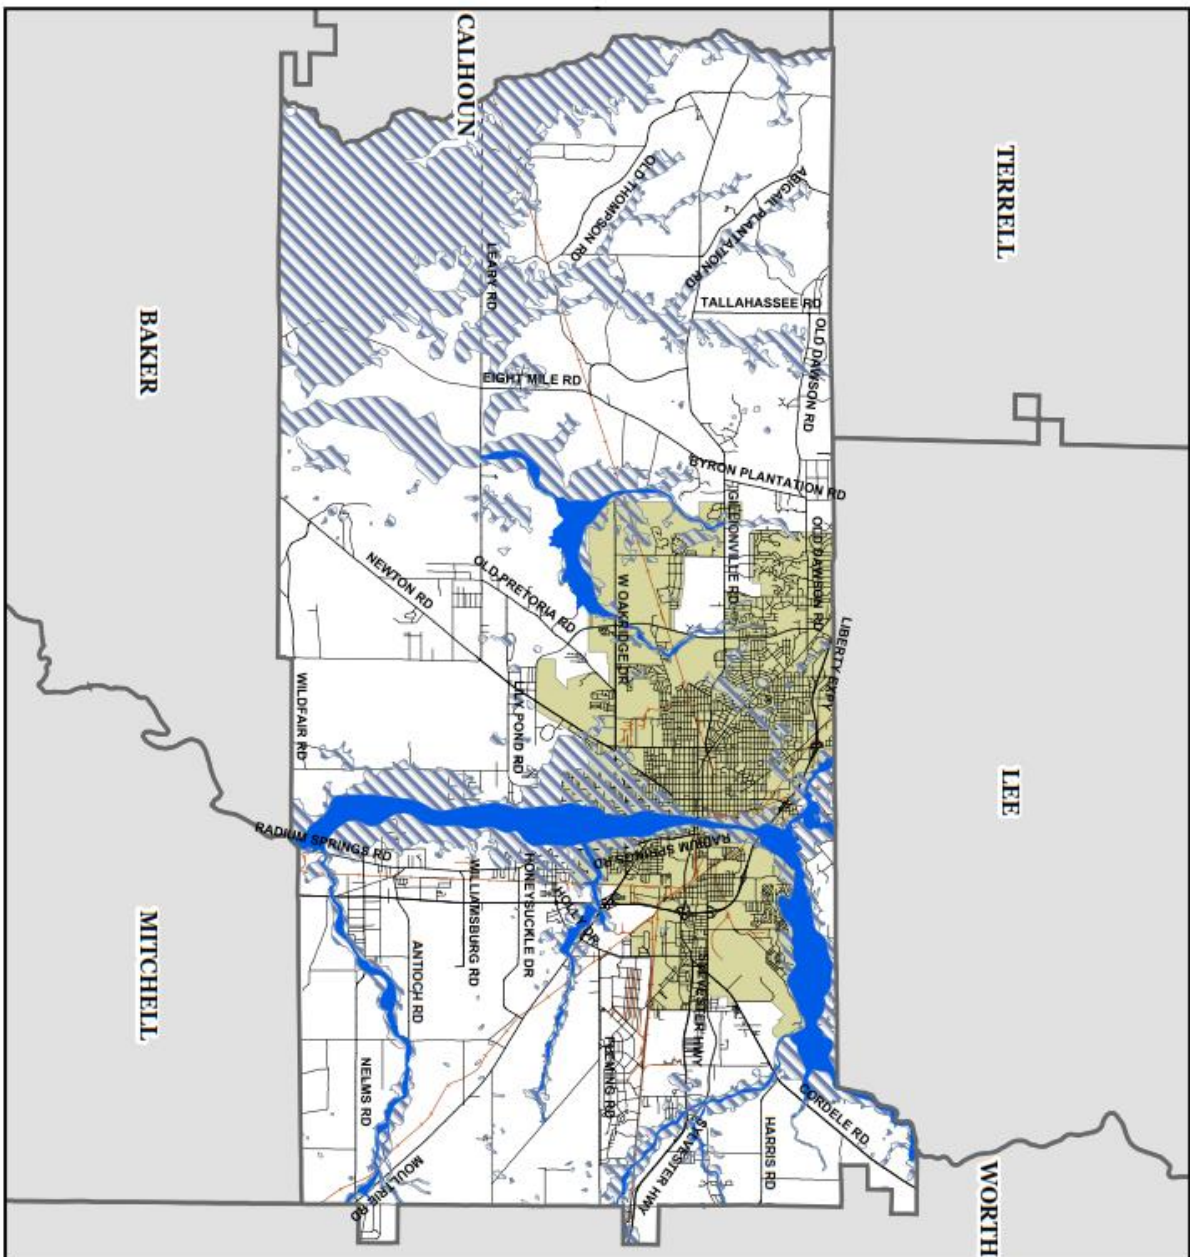 CALHOUN
TERRELL
BAKER
LEE
MITCHELL
WORTH
OLD THOMPSON RD
ABIGAIL PLANTATION RD
LEARY RD
TALLAHASSEE RD
OLD DAWSON RD
EIGHT MILE RD
BYRON PLANTATION RD
GILLIONVILLE RD
OLD DAWSON RD
NEWTON RD
OLD PRETORIA RD
W OAKRIDGE DR
LIBERTY EXPY
WILDFAIR RD
LILY POND RD
RADIUM SPRINGS RD
RADIUM SPRINGS RD
WILLIAMSBURG RD
HONEYSUCKLE DR
HOLLY DR
ANTIOCH RD
SYLVESTER HWY
NELMS RD
FLEMING RD
CORDELE RD
HARRIS RD
SYLVESTER HWY
MOULTRIE RD